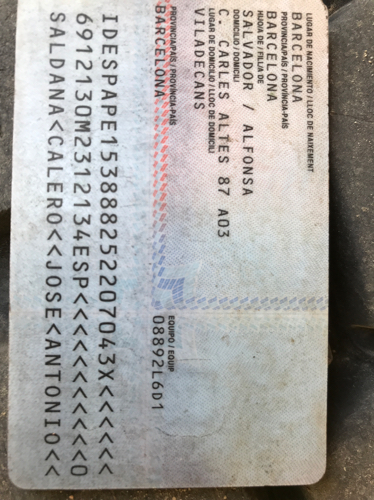 LUGAR DE NACIMIENTO / LLOC DE NAIXEMENT
BARCELONA
PROVINCIA/PAÍS / PROVÍNCIA-PAÍS
BARCELONA
HIJO/A DE / FILL/A DE
SALVADOR / ALFONSA
DOMICILIO / DOMICILI
C. CASES ALTES 87 A03
LUGAR DE DOMICILIO / LLOC DE DOMICILI
VILADECANS
PROVINCIA/PAÍS / PROVÍNCIA-PAÍS
BARCELONA
EQUIPO / EQUIP
08892L6D1
IDESPAPE153888252207043X<<<<<<
6912130M2312134ESP<<<<<<<<<<<0
SALDANA<CALERO<<JOSE<ANTONIO<<